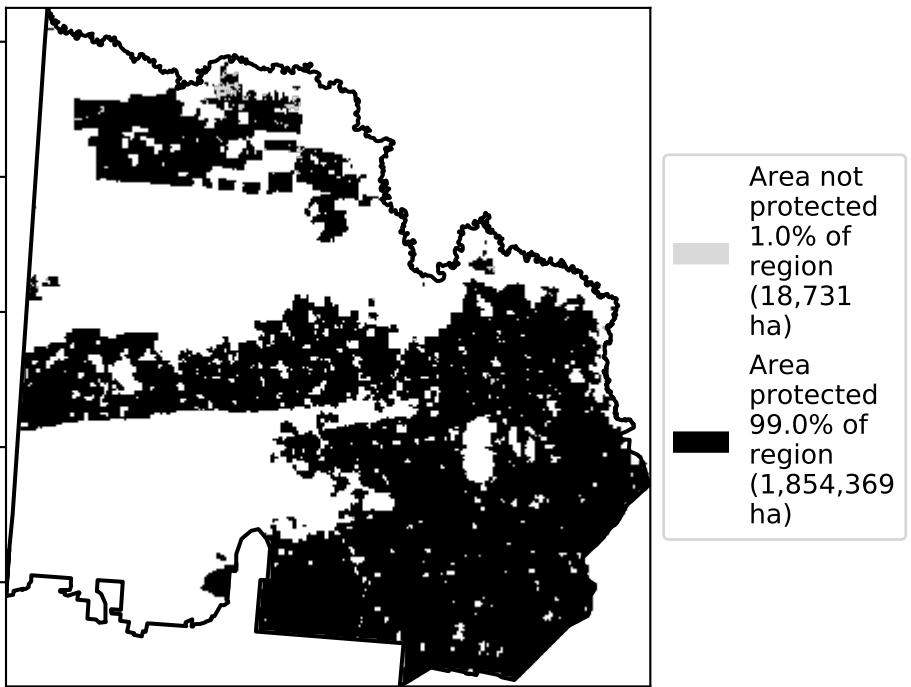 Area not
protected
1.0% of
region
(18,731
ha)
Area
protected
99.0% of
region
(1,854,369
ha)